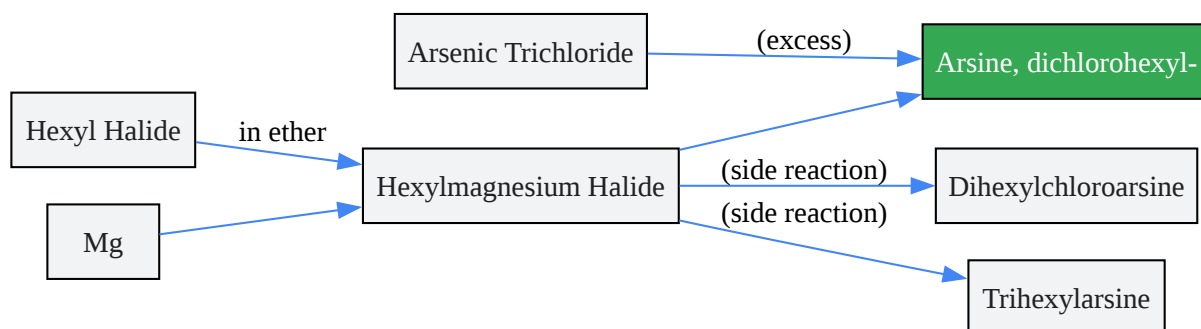 Arsenic Trichloride
(excess)
Arsine, dichlorohexyl-
Hexyl Halide
in ether
Hexylmagnesium Halide
(side reaction)
Dihexylchloroarsine
(side reaction)
Mg
Trihexylarsine